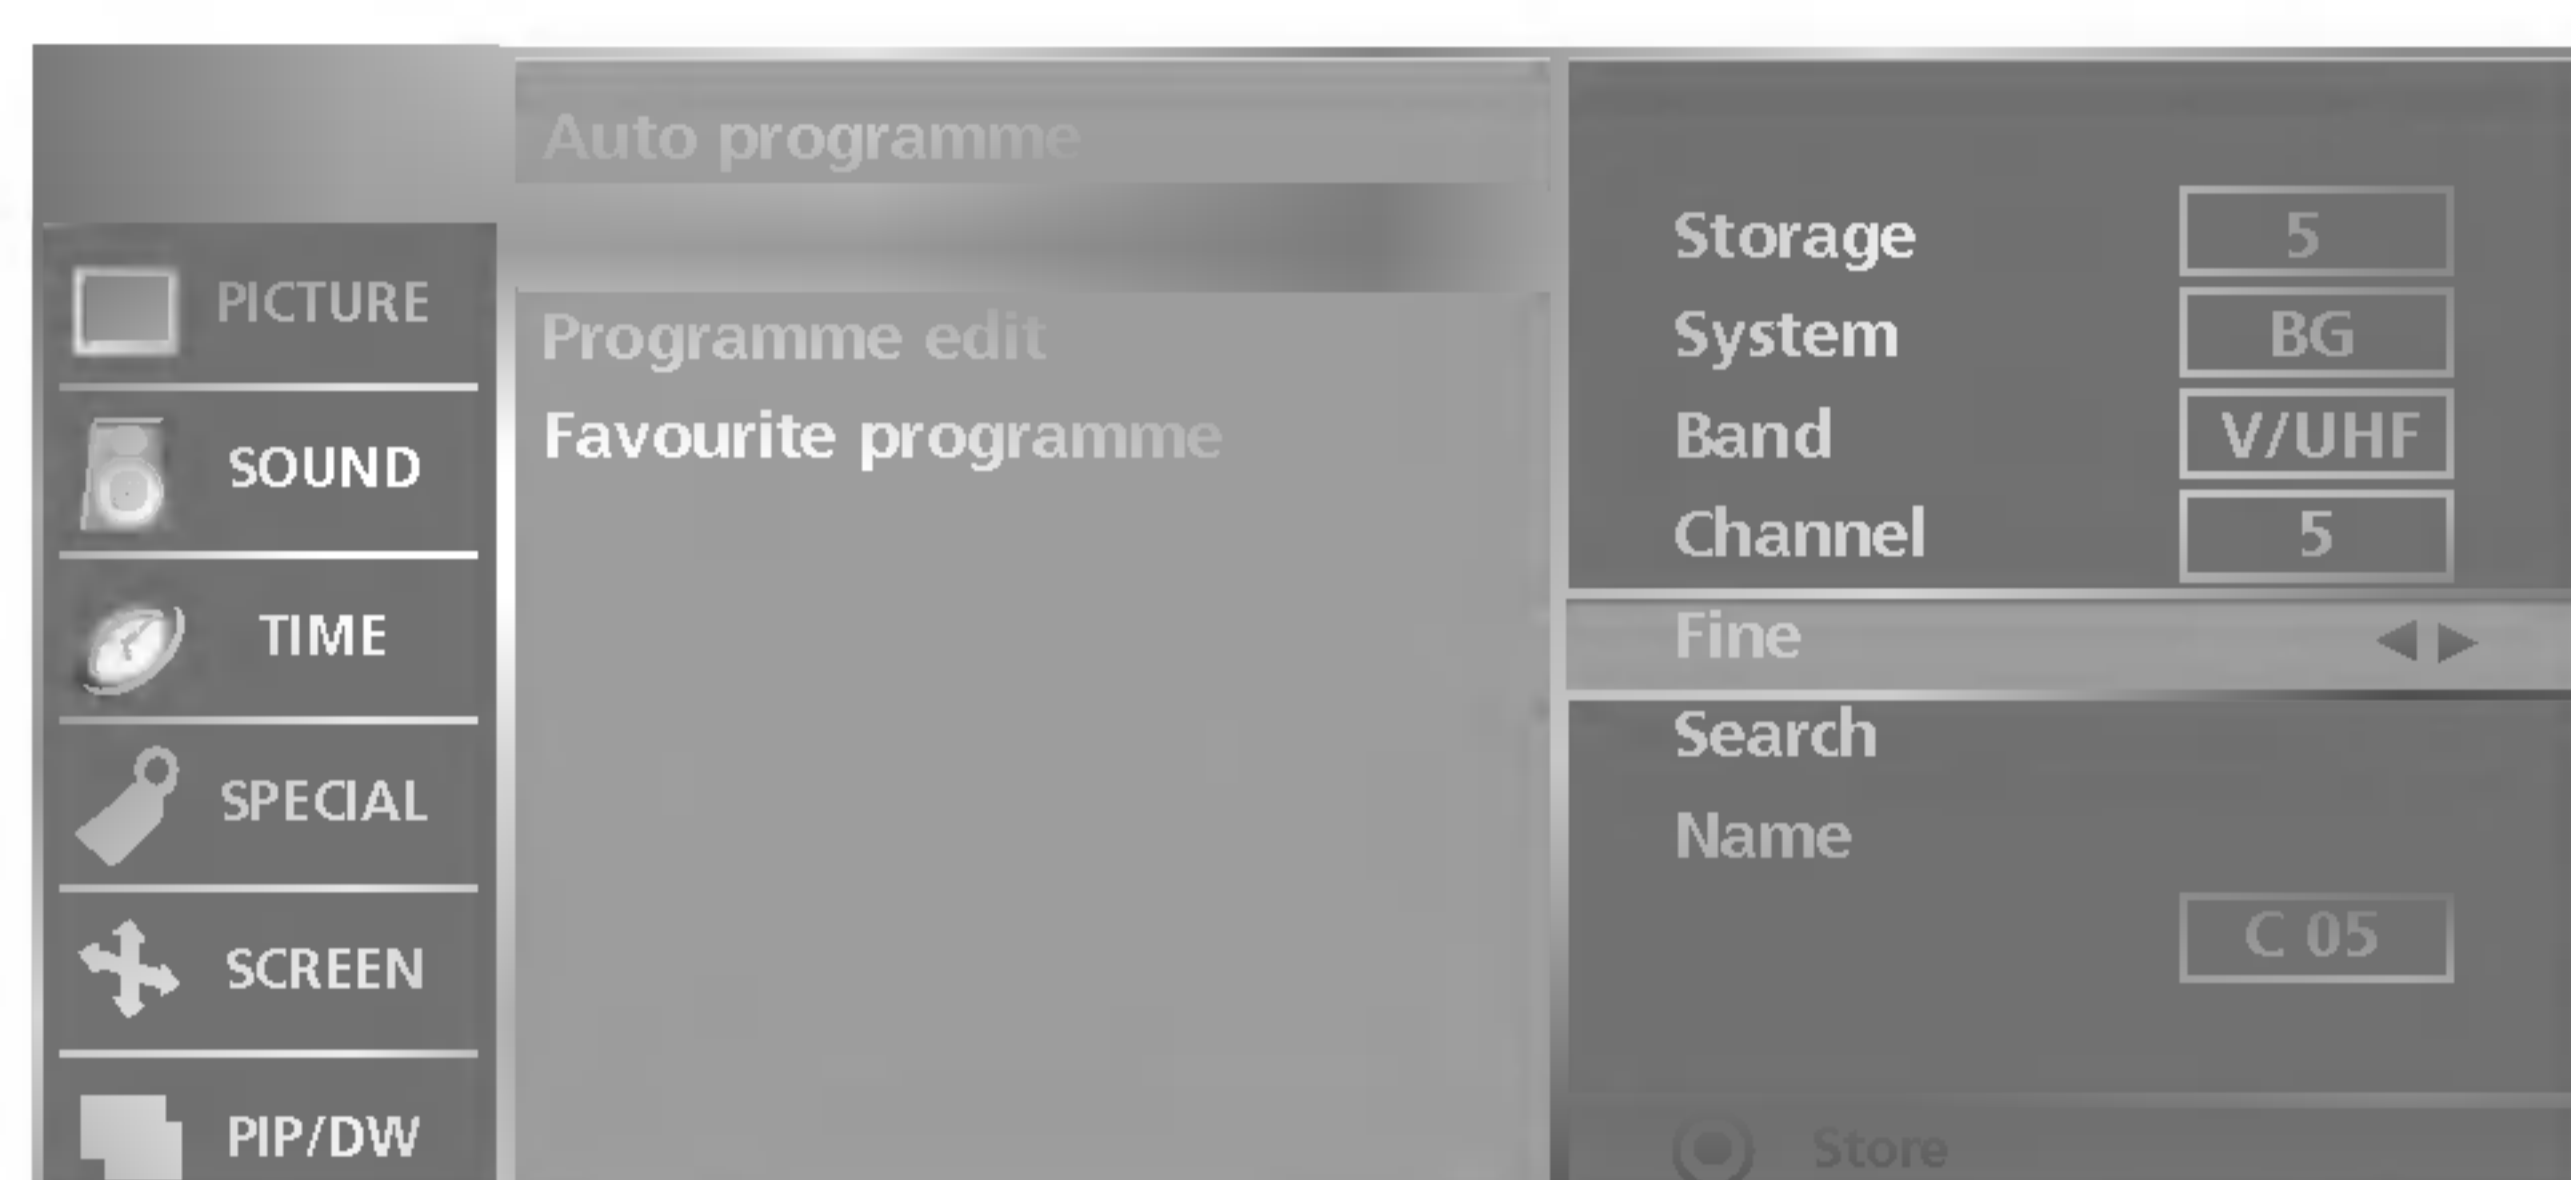 PICTURE
SOUND
TIME
SPECIAL
SCREEN
PIP/DW
Auto programme
Programme edit
Favourite programme
Storage 5
System BG
Band V/UHF
Channel 5
Fine ◀ ▶
Search
Name
C 05
Store